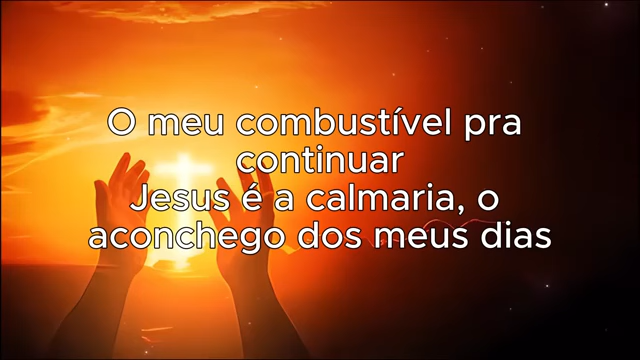 O meu combustível pra
continuar
Jesus é a calmaria, o
aconchego dos meus dias